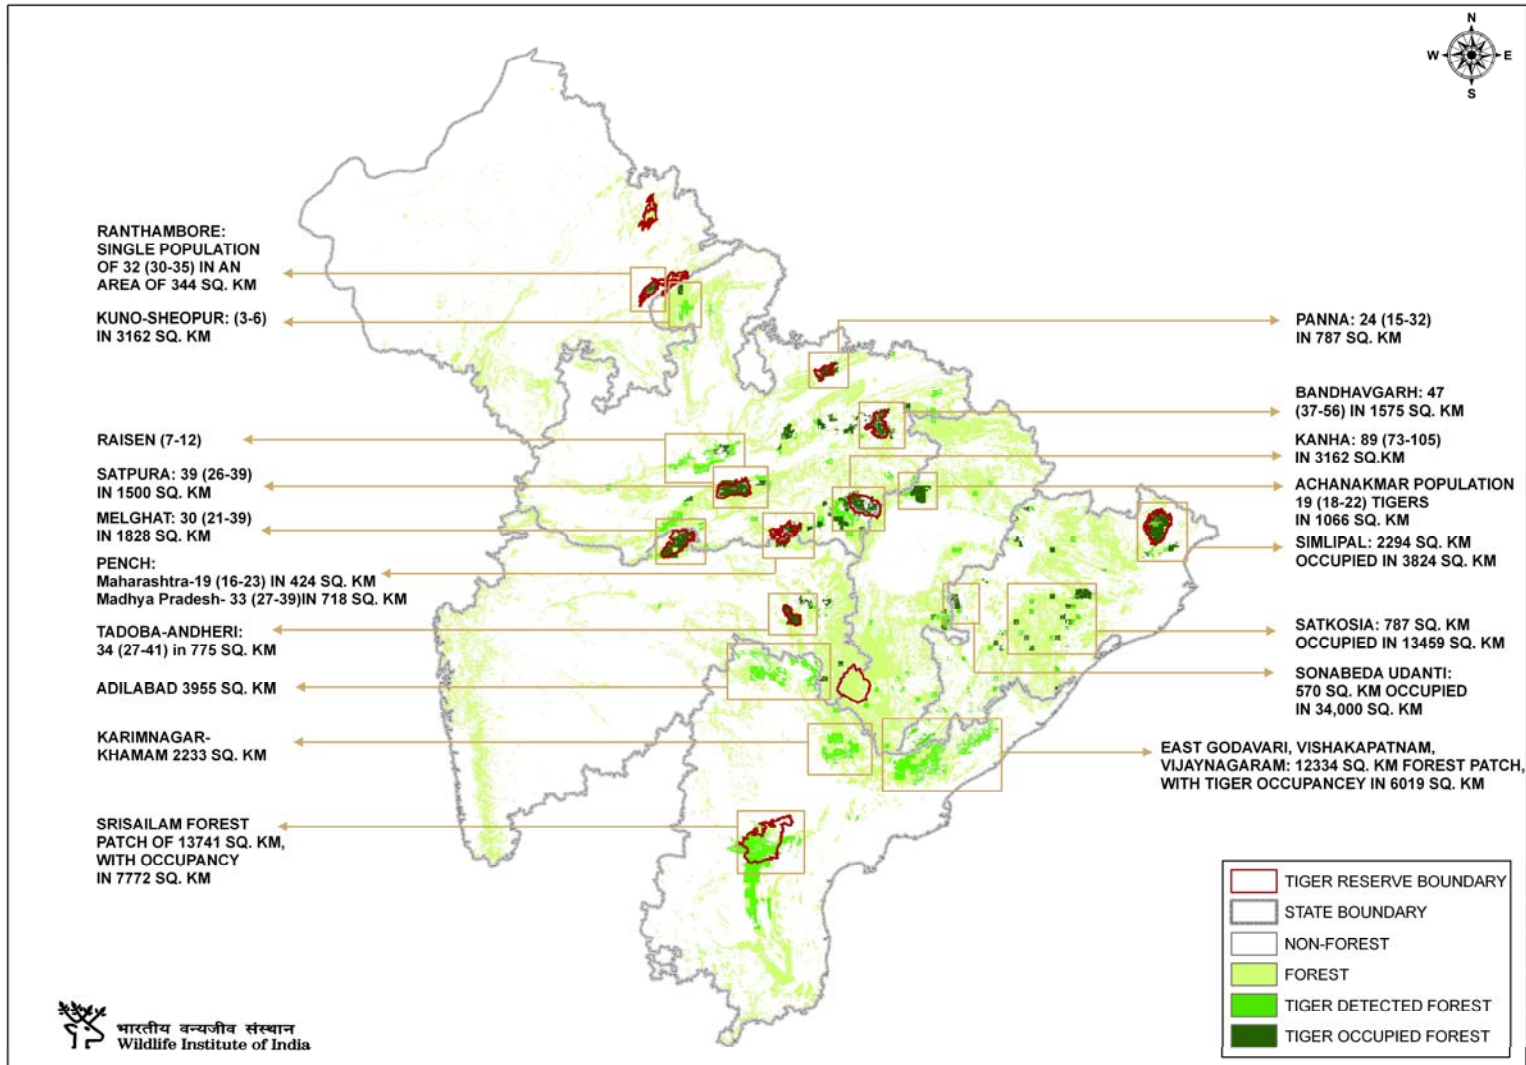 N
W
E
S
RANTHAMBORE:
SINGLE POPULATION
OF 32 (30-35) IN AN
AREA OF 344 SQ. KM
KUNO-SHEOPUR: (3-6)
IN 3162 SQ. KM
RAISEN (7-12)
SATPURA: 39 (26-39)
IN 1500 SQ. KM
MELGHAT: 30 (21-39)
IN 1828 SQ. KM
PENCH:
Maharashtra-19 (16-23) IN 424 SQ. KM
Madhya Pradesh- 33 (27-39)IN 718 SQ. KM
TADOBA-ANDHERI:
34 (27-41) in 775 SQ. KM
ADILABAD 3955 SQ. KM
KARIMNAGAR-
KHAMAM 2233 SQ. KM
SRISAILAM FOREST
PATCH OF 13741 SQ. KM,
WITH OCCUPANCY
IN 7772 SQ. KM
PANNA: 24 (15-32)
IN 787 SQ. KM
BANDHAVGARH: 47
(37-56) IN 1575 SQ. KM
KANHA: 89 (73-105)
IN 3162 SQ.KM
ACHANAKMAR POPULATION
19 (18-22) TIGERS
IN 1066 SQ. KM
SIMLIPAL: 2294 SQ. KM
OCCUPIED IN 3824 SQ. KM
SATKOSIA: 787 SQ. KM
OCCUPIED IN 13459 SQ. KM
SONABEDA UDANTI:
570 SQ. KM OCCUPIED
IN 34,000 SQ. KM
EAST GODAVARI, VISHAKAPATNAM,
VIJAYNAGARAM: 12334 SQ. KM FOREST PATCH,
WITH TIGER OCCUPANCEY IN 6019 SQ. KM
TIGER RESERVE BOUNDARY
STATE BOUNDARY
NON-FOREST
FOREST
TIGER DETECTED FOREST
TIGER OCCUPIED FOREST
भारतीय वन्यजीव संस्थान
Wildlife Institute of India